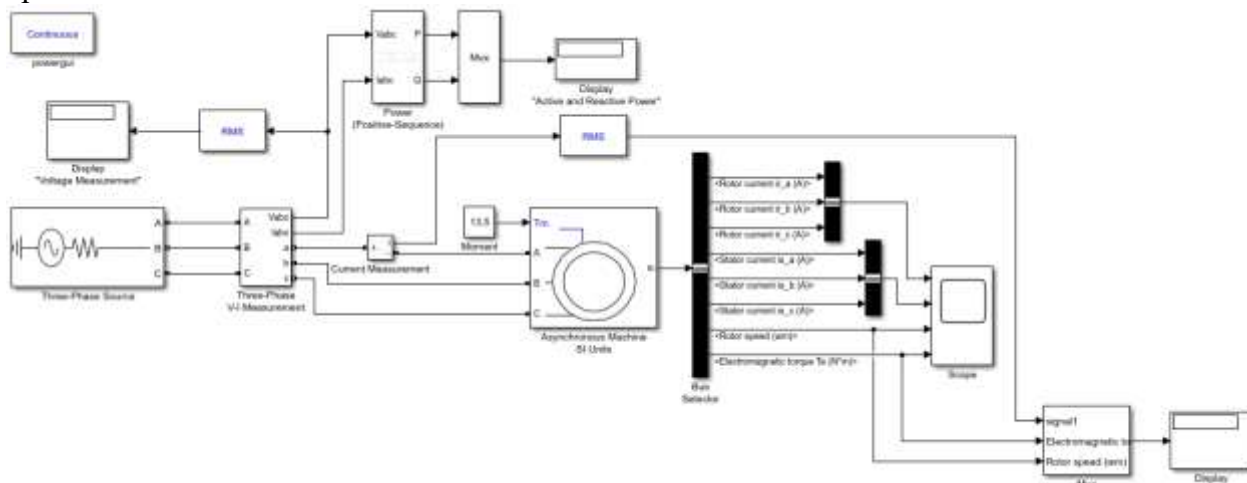 Continuous
powergui
Vabc
Iabc
P
Q
Power
(Positive-Sequence)
Mux
Display
"Active and Reactive Power"
RMS
Display
"Voltage Measurement"
RMS
A
B
C
Three-Phase Source
A
B
C
Vabc
Iabc
a
b
c
Three-Phase
V-I Measurement
Current Measurement
13,5
Moment
Tm
A
B
C
m
Asynchronous Machine
SI Units
<Rotor current ir_a (A)>
<Rotor current ir_b (A)>
<Rotor current ir_c (A)>
<Stator current is_a (A)>
<Stator current is_b (A)>
<Stator current is_c (A)>
<Rotor speed (wm)>
<Electromagnetic torque Te (N*m)>
Bus
Selector
Scope
signal1
Electromagnetic to
Rotor speed (wm)
Display